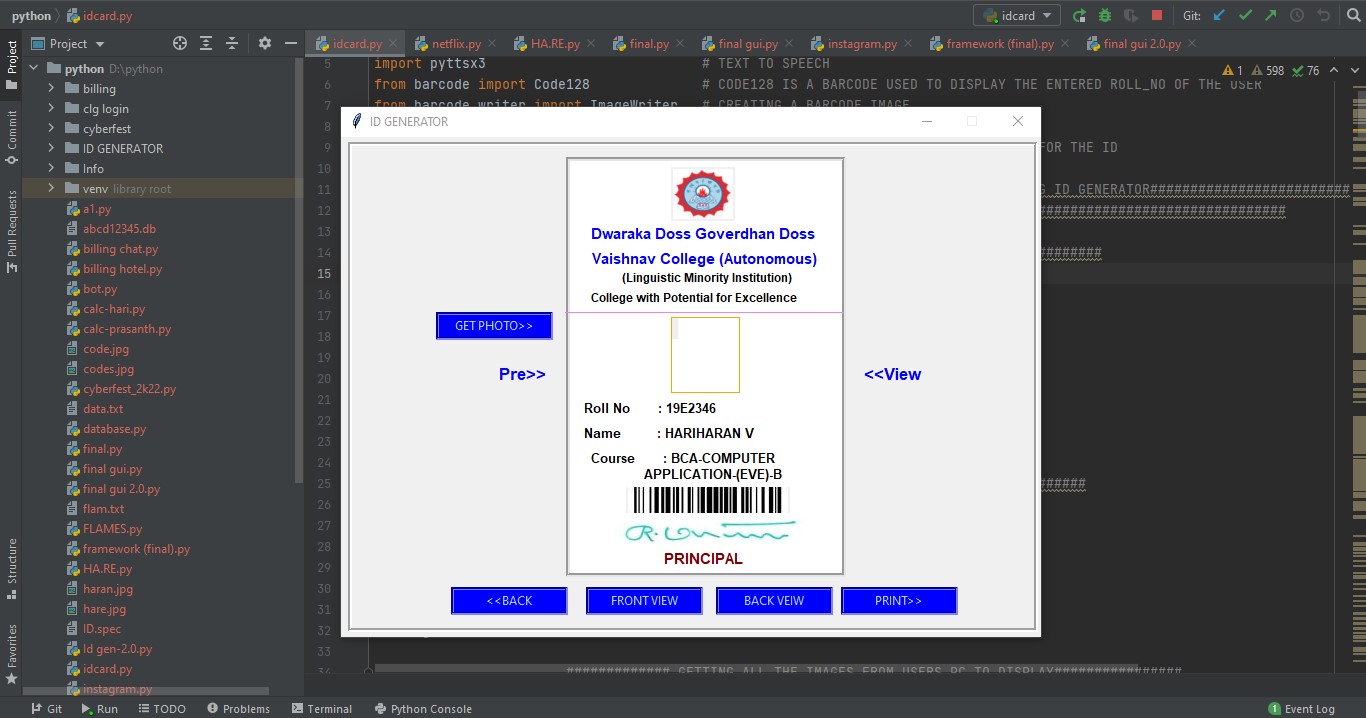 python
idcard.py
idcard
Git:
Project
idcard.py
netflix.py
HA.RE.py
final.py
final gui.py
instagram.py
framework (final).py
final gui 2.0.py
Project
Commit
Pull Requests
Structure
Favorites
python D:\python
billing
clg login
cyberfest
ID GENERATOR
Info
venv library root
a1.py
abcd12345.db
billing chat.py
billing hotel.py
bot.py
calc-hari.py
calc-prasanth.py
code.jpg
codes.jpg
cyberfest_2k22.py
data.txt
database.py
final.py
final gui.py
final gui 2.0.py
flam.txt
FLAMES.py
framework (final).py
HA.RE.py
haran.jpg
hare.jpg
ID.spec
Id gen-2.0.py
idcard.py
instagram.py
1 598 76
5 import pyttsx3 # TEXT TO SPEECH
6 from barcode import Code128 # CODE128 IS A BARCODE USED TO DISPLAY THE ENTERED ROLL_NO OF THE USER
7 from barcode.writer import ImageWriter # CREATING A BARCODE IMAGE
8
9 FOR THE ID
10
11 G ID GENERATOR#########################
12 ##############################
13
14 ########
15
16
17
18
19
20
21
22
23
24
25 ######
26
27
28
29
30
31
32
33
34 ############# GETTING ALL THE IMAGES FROM USERS PC TO DISPLAY################
ID GENERATOR
Dwaraka Doss Goverdhan Doss
Vaishnav College (Autonomous)
(Linguistic Minority Institution)
College with Potential for Excellence
GET PHOTO>>
Pre>>
<<View
Roll No : 19E2346
Name : HARIHARAN V
Course : BCA-COMPUTER
APPLICATION-(EVE)-B
PRINCIPAL
<<BACK
FRONT VIEW
BACK VEIW
PRINT>>
Git
Run
TODO
Problems
Terminal
Python Console
1 Event Log